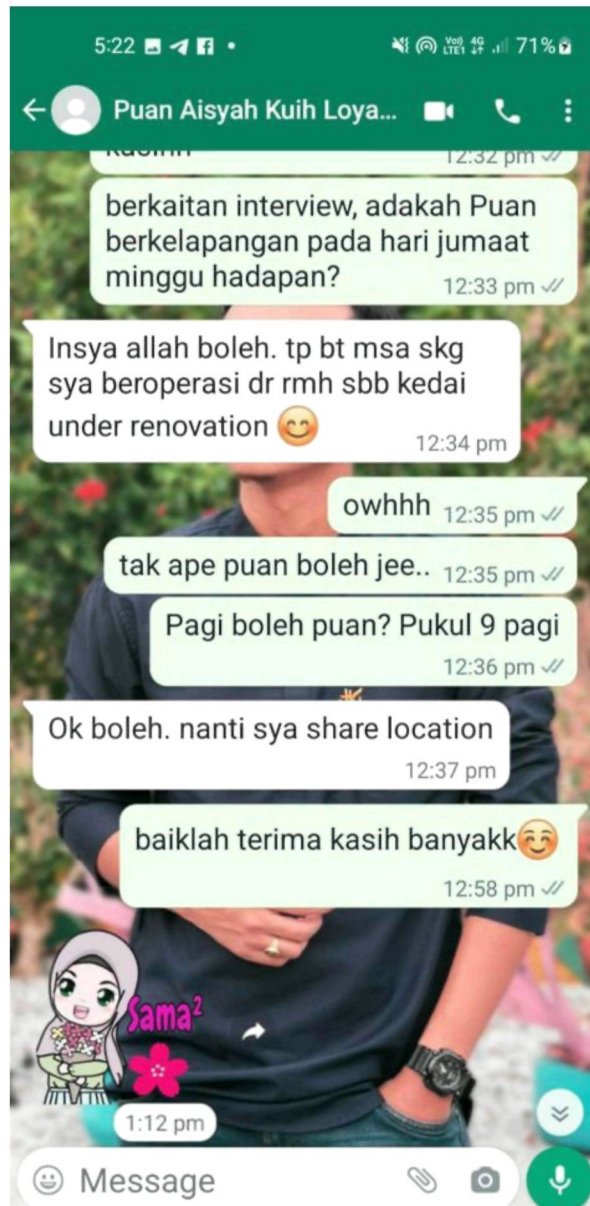 5:22
Vo)) 4G
LTE1 71%
Puan Aisyah Kuih Loya...
12:32 pm
berkaitan interview, adakah Puan
berkelapangan pada hari jumaat
minggu hadapan?
12:33 pm
Insya allah boleh. tp bt msa skg
sya beroperasi dr rmh sbb kedai
under renovation 😊
12:34 pm
owhhh 12:35 pm
tak ape puan boleh jee.. 12:35 pm
Pagi boleh puan? Pukul 9 pagi
12:36 pm
Ok boleh. nanti sya share location
12:37 pm
baiklah terima kasih banyakk☺️
12:58 pm
Sama²
1:12 pm
Message